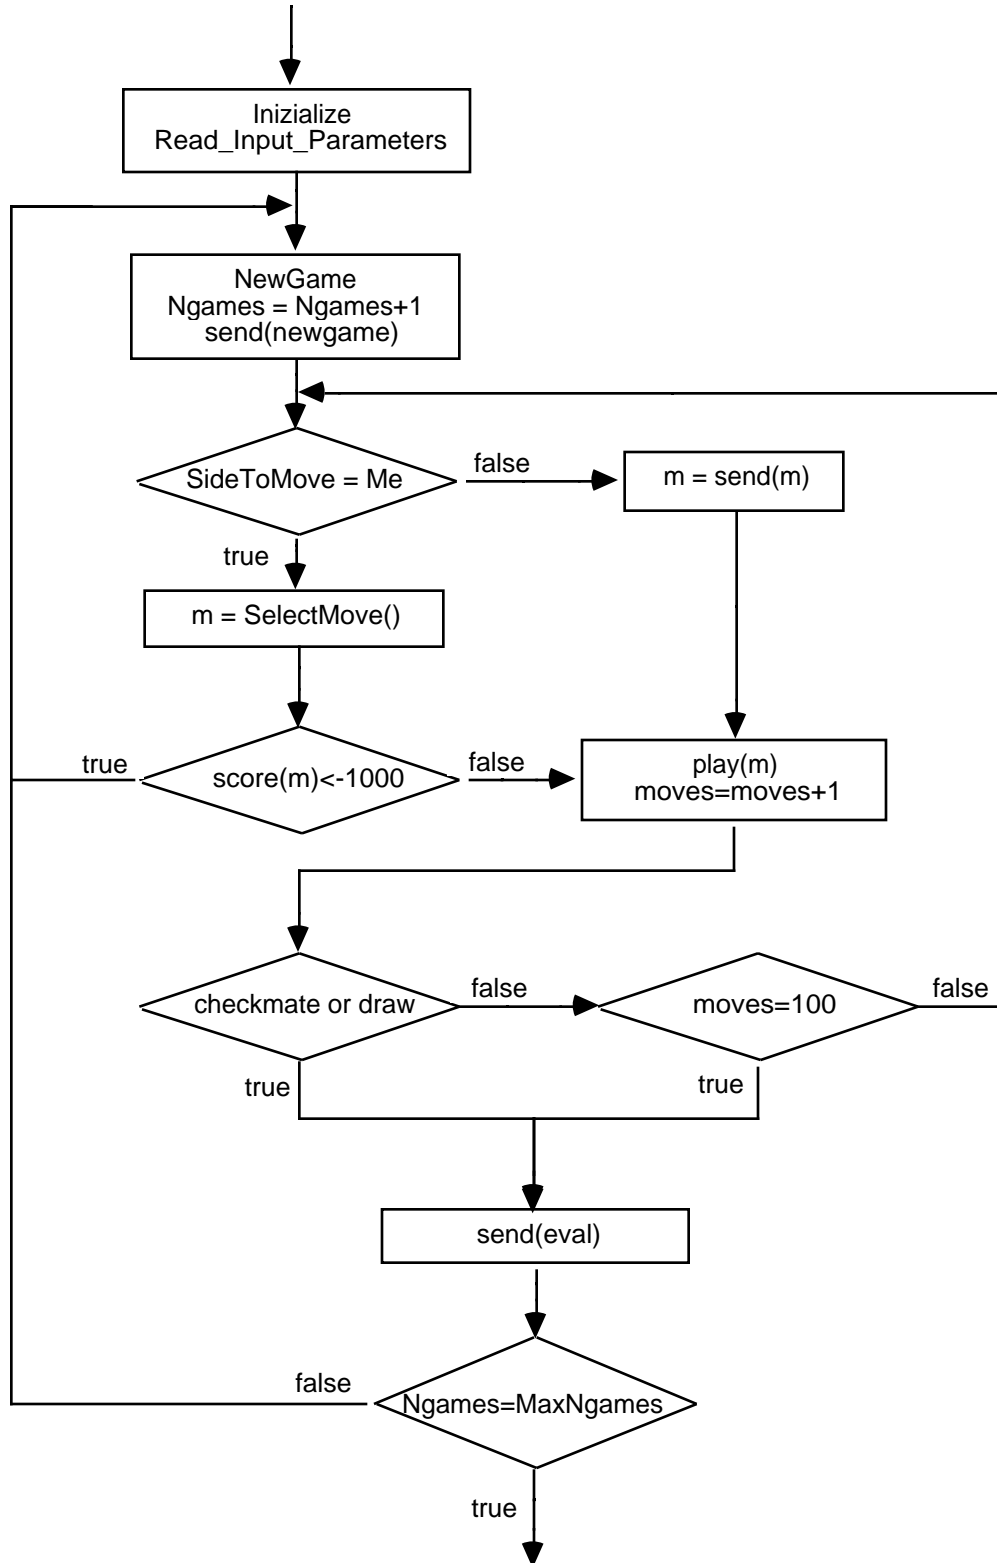 Inizialize
Read_Input_Parameters
NewGame
Ngames = Ngames+1
send(newgame)
SideToMove = Me
false
m = send(m)
true
m = SelectMove()
true
score(m)<-1000
false
play(m)
moves=moves+1
checkmate or draw
false
moves=100
false
true
true
send(eval)
false
Ngames=MaxNgames
true